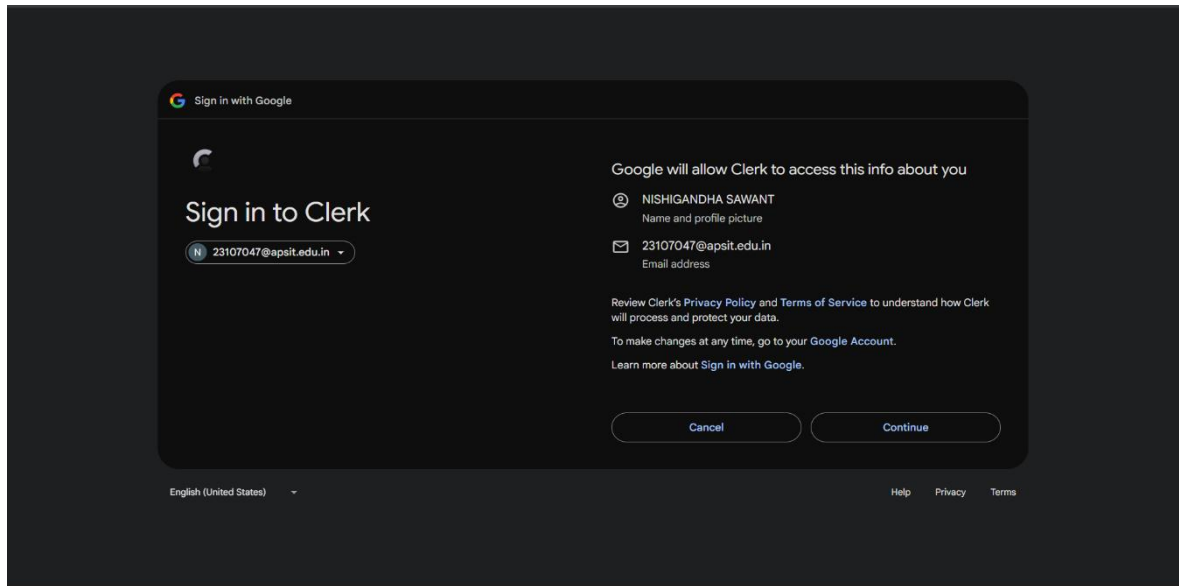 Sign in with Google
Sign in to Clerk
N 23107047@apsit.edu.in
Google will allow Clerk to access this info about you
NISHIGANDHA SAWANT
Name and profile picture
23107047@apsit.edu.in
Email address
Review Clerk's Privacy Policy and Terms of Service to understand how Clerk
will process and protect your data.
To make changes at any time, go to your Google Account.
Learn more about Sign in with Google.
Cancel Continue
English (United States) Help Privacy Terms